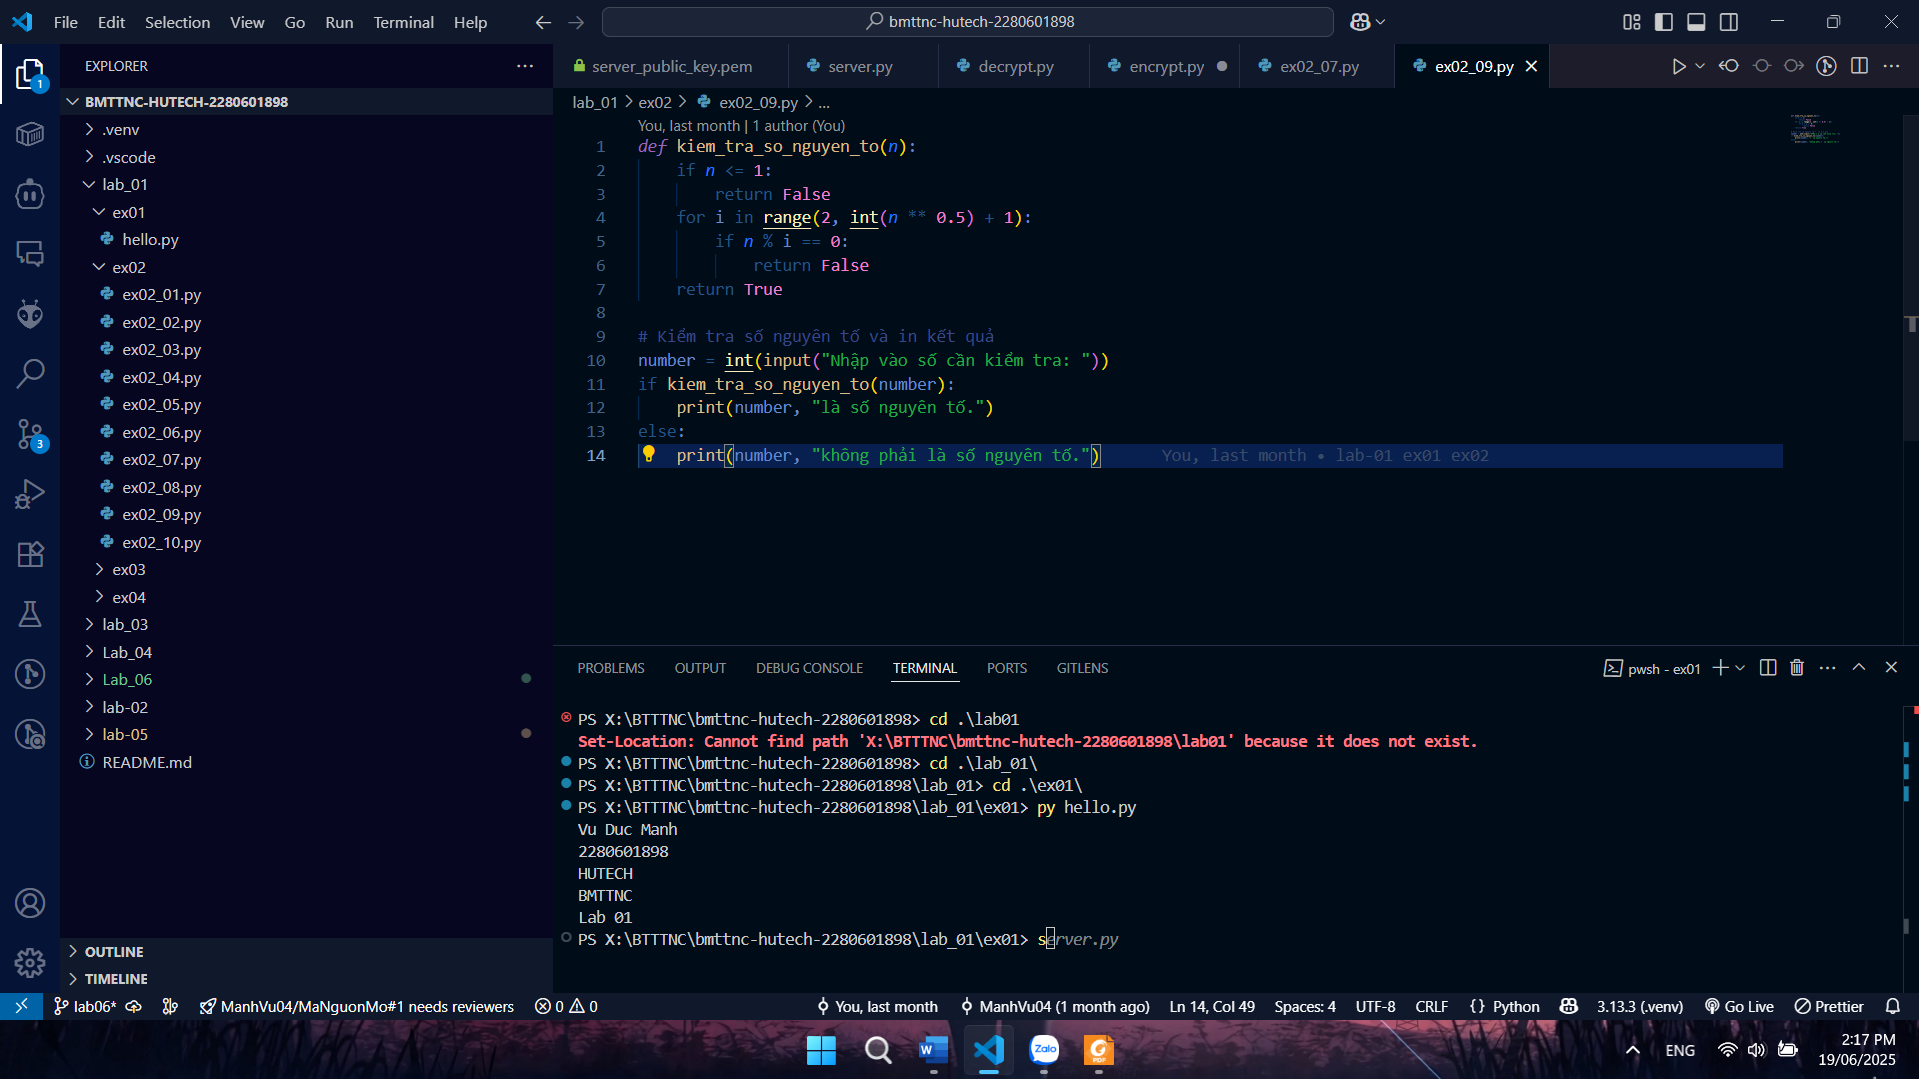 File Edit Selection View Go Run Terminal Help
bmttnc-hutech-2280601898
EXPLORER
BMTTNC-HUTECH-2280601898
.venv
.vscode
lab_01
ex01
hello.py
ex02
ex02_01.py
ex02_02.py
ex02_03.py
ex02_04.py
ex02_05.py
ex02_06.py
ex02_07.py
ex02_08.py
ex02_09.py
ex02_10.py
ex03
ex04
lab_03
Lab_04
Lab_06
lab-02
lab-05
README.md
OUTLINE
TIMELINE
1
3
server_public_key.pem server.py decrypt.py encrypt.py ex02_07.py ex02_09.py
lab_01 > ex02 > ex02_09.py > ...
You, last month | 1 author (You)
1 def kiem_tra_so_nguyen_to(n):
2 if n <= 1:
3 return False
4 for i in range(2, int(n ** 0.5) + 1):
5 if n % i == 0:
6 return False
7 return True
8
9 # Kiểm tra số nguyên tố và in kết quả
10 number = int(input("Nhập vào số cần kiểm tra: "))
11 if kiem_tra_so_nguyen_to(number):
12 print(number, "là số nguyên tố.")
13 else:
14 print(number, "không phải là số nguyên tố.") You, last month • lab-01 ex01 ex02
PROBLEMS OUTPUT DEBUG CONSOLE TERMINAL PORTS GITLENS
pwsh - ex01
PS X:\BTTTNC\bmttnc-hutech-2280601898> cd .\lab01
Set-Location: Cannot find path 'X:\BTTTNC\bmttnc-hutech-2280601898\lab01' because it does not exist.
PS X:\BTTTNC\bmttnc-hutech-2280601898> cd .\lab_01\
PS X:\BTTTNC\bmttnc-hutech-2280601898\lab_01> cd .\ex01\
PS X:\BTTTNC\bmttnc-hutech-2280601898\lab_01\ex01> py hello.py
Vu Duc Manh
2280601898
HUTECH
BMTTNC
Lab 01
PS X:\BTTTNC\bmttnc-hutech-2280601898\lab_01\ex01> server.py
lab06* ManhVu04/MaNguonMo#1 needs reviewers 0 0 You, last month ManhVu04 (1 month ago) Ln 14, Col 49 Spaces: 4 UTF-8 CRLF {} Python 3.13.3 (.venv) Go Live Prettier
W Zalo PDF ENG 2:17 PM
19/06/2025